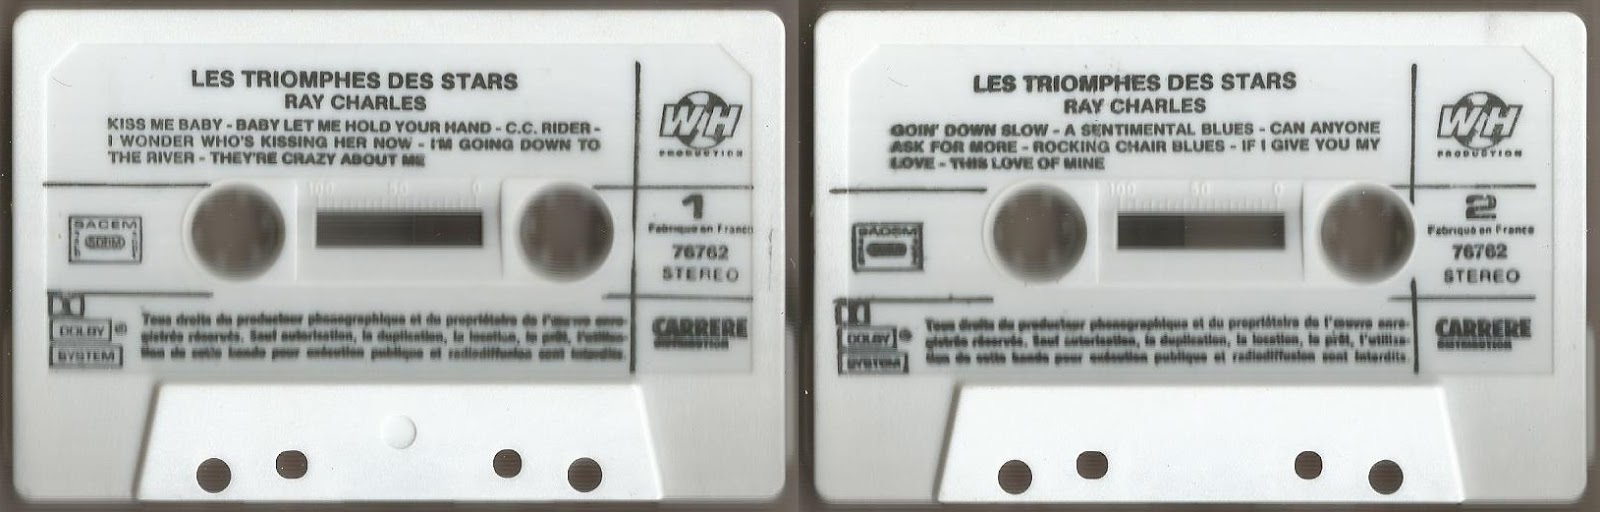 LES TRIOMPHES DES STARS
RAY CHARLES
KISS ME BABY - BABY LET ME HOLD YOUR HAND - C.C. RIDER -
I WONDER WHO'S KISSING HER NOW - I'M GOING DOWN TO
THE RIVER - THEY'RE CRAZY ABOUT ME
WH
PRODUCTION
100 50 0
1
Fabriqué en France
76762
STEREO
SACEM
SDRM
DOLBY
SYSTEM
Tous droits du producteur phonographique et du propriétaire de l'œuvre enre-
gistrée réservés. Sauf autorisation, la duplication, la location, le prêt, l'utilisa-
tion de cette bande pour exécution publique et radiodiffusion sont interdits.
CARRERE
DISTRIBUTION
LES TRIOMPHES DES STARS
RAY CHARLES
GOIN' DOWN SLOW - A SENTIMENTAL BLUES - CAN ANYONE
ASK FOR MORE - ROCKING CHAIR BLUES - IF I GIVE YOU MY
LOVE - THIS LOVE OF MINE
WH
PRODUCTION
100 50 0
2
Fabriqué en France
76762
STEREO
SACEM
DOLBY
SYSTEM
Tous droits du producteur phonographique et du propriétaire de l'œuvre enre-
gistrée réservés. Sauf autorisation, la duplication, la location, le prêt, l'utilisa-
tion de cette bande pour exécution publique et radiodiffusion sont interdits.
CARRERE
DISTRIBUTION